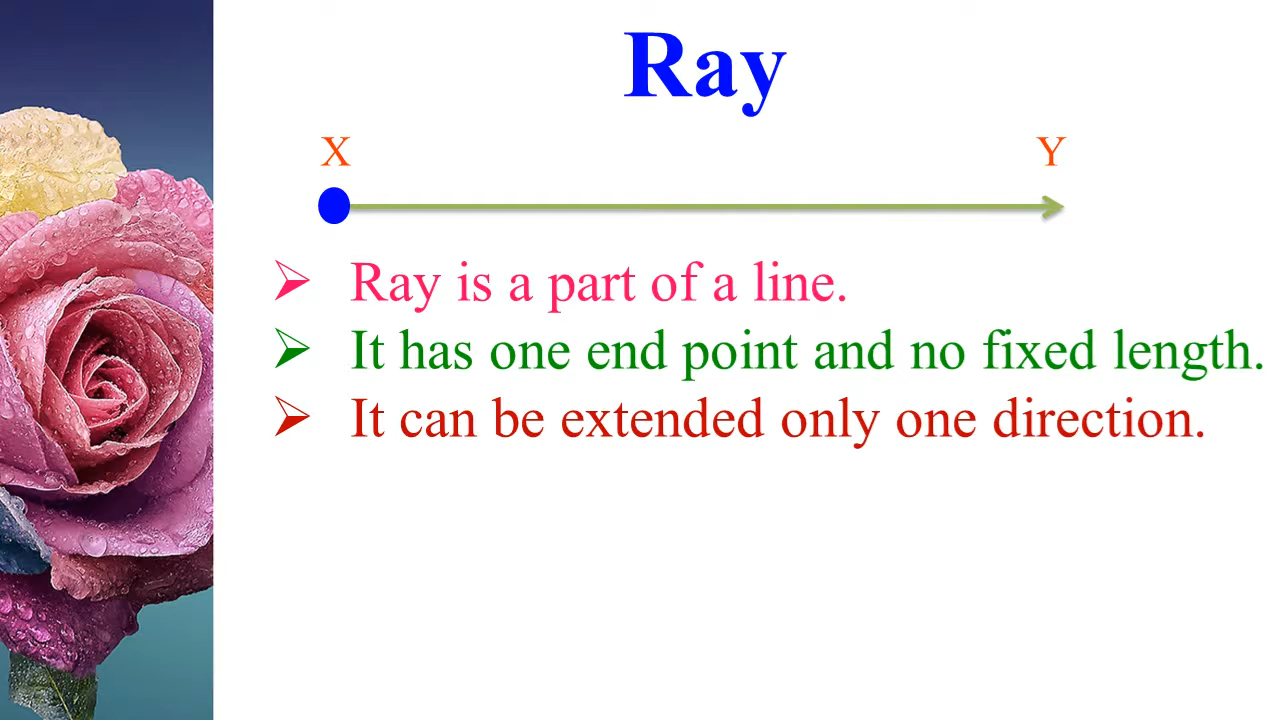 Ray
X Y
➢ Ray is a part of a line.
➢ It has one end point and no fixed length.
➢ It can be extended only one direction.